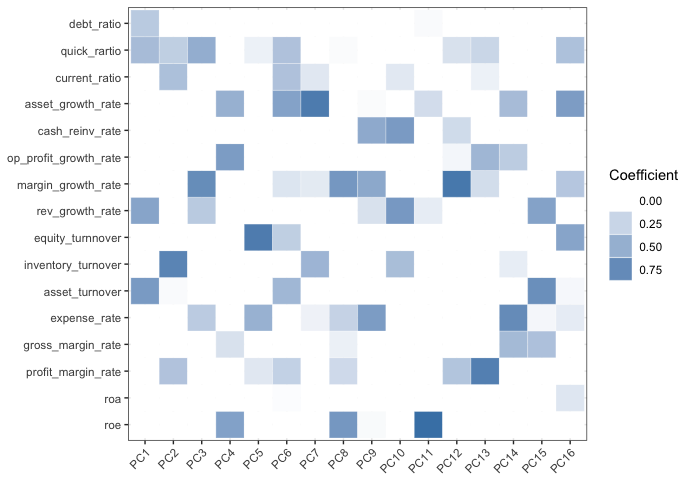 debt_ratio
quick_rartio
current_ratio
asset_growth_rate
cash_reinv_rate
op_profit_growth_rate
margin_growth_rate
rev_growth_rate
equity_turnnover
inventory_turnover
asset_turnover
expense_rate
gross_margin_rate
profit_margin_rate
roa
roe
PC1 PC2 PC3 PC4 PC5 PC6 PC7 PC8 PC9 PC10 PC11 PC12 PC13 PC14 PC15 PC16
Coefficient
0.00
0.25
0.50
0.75